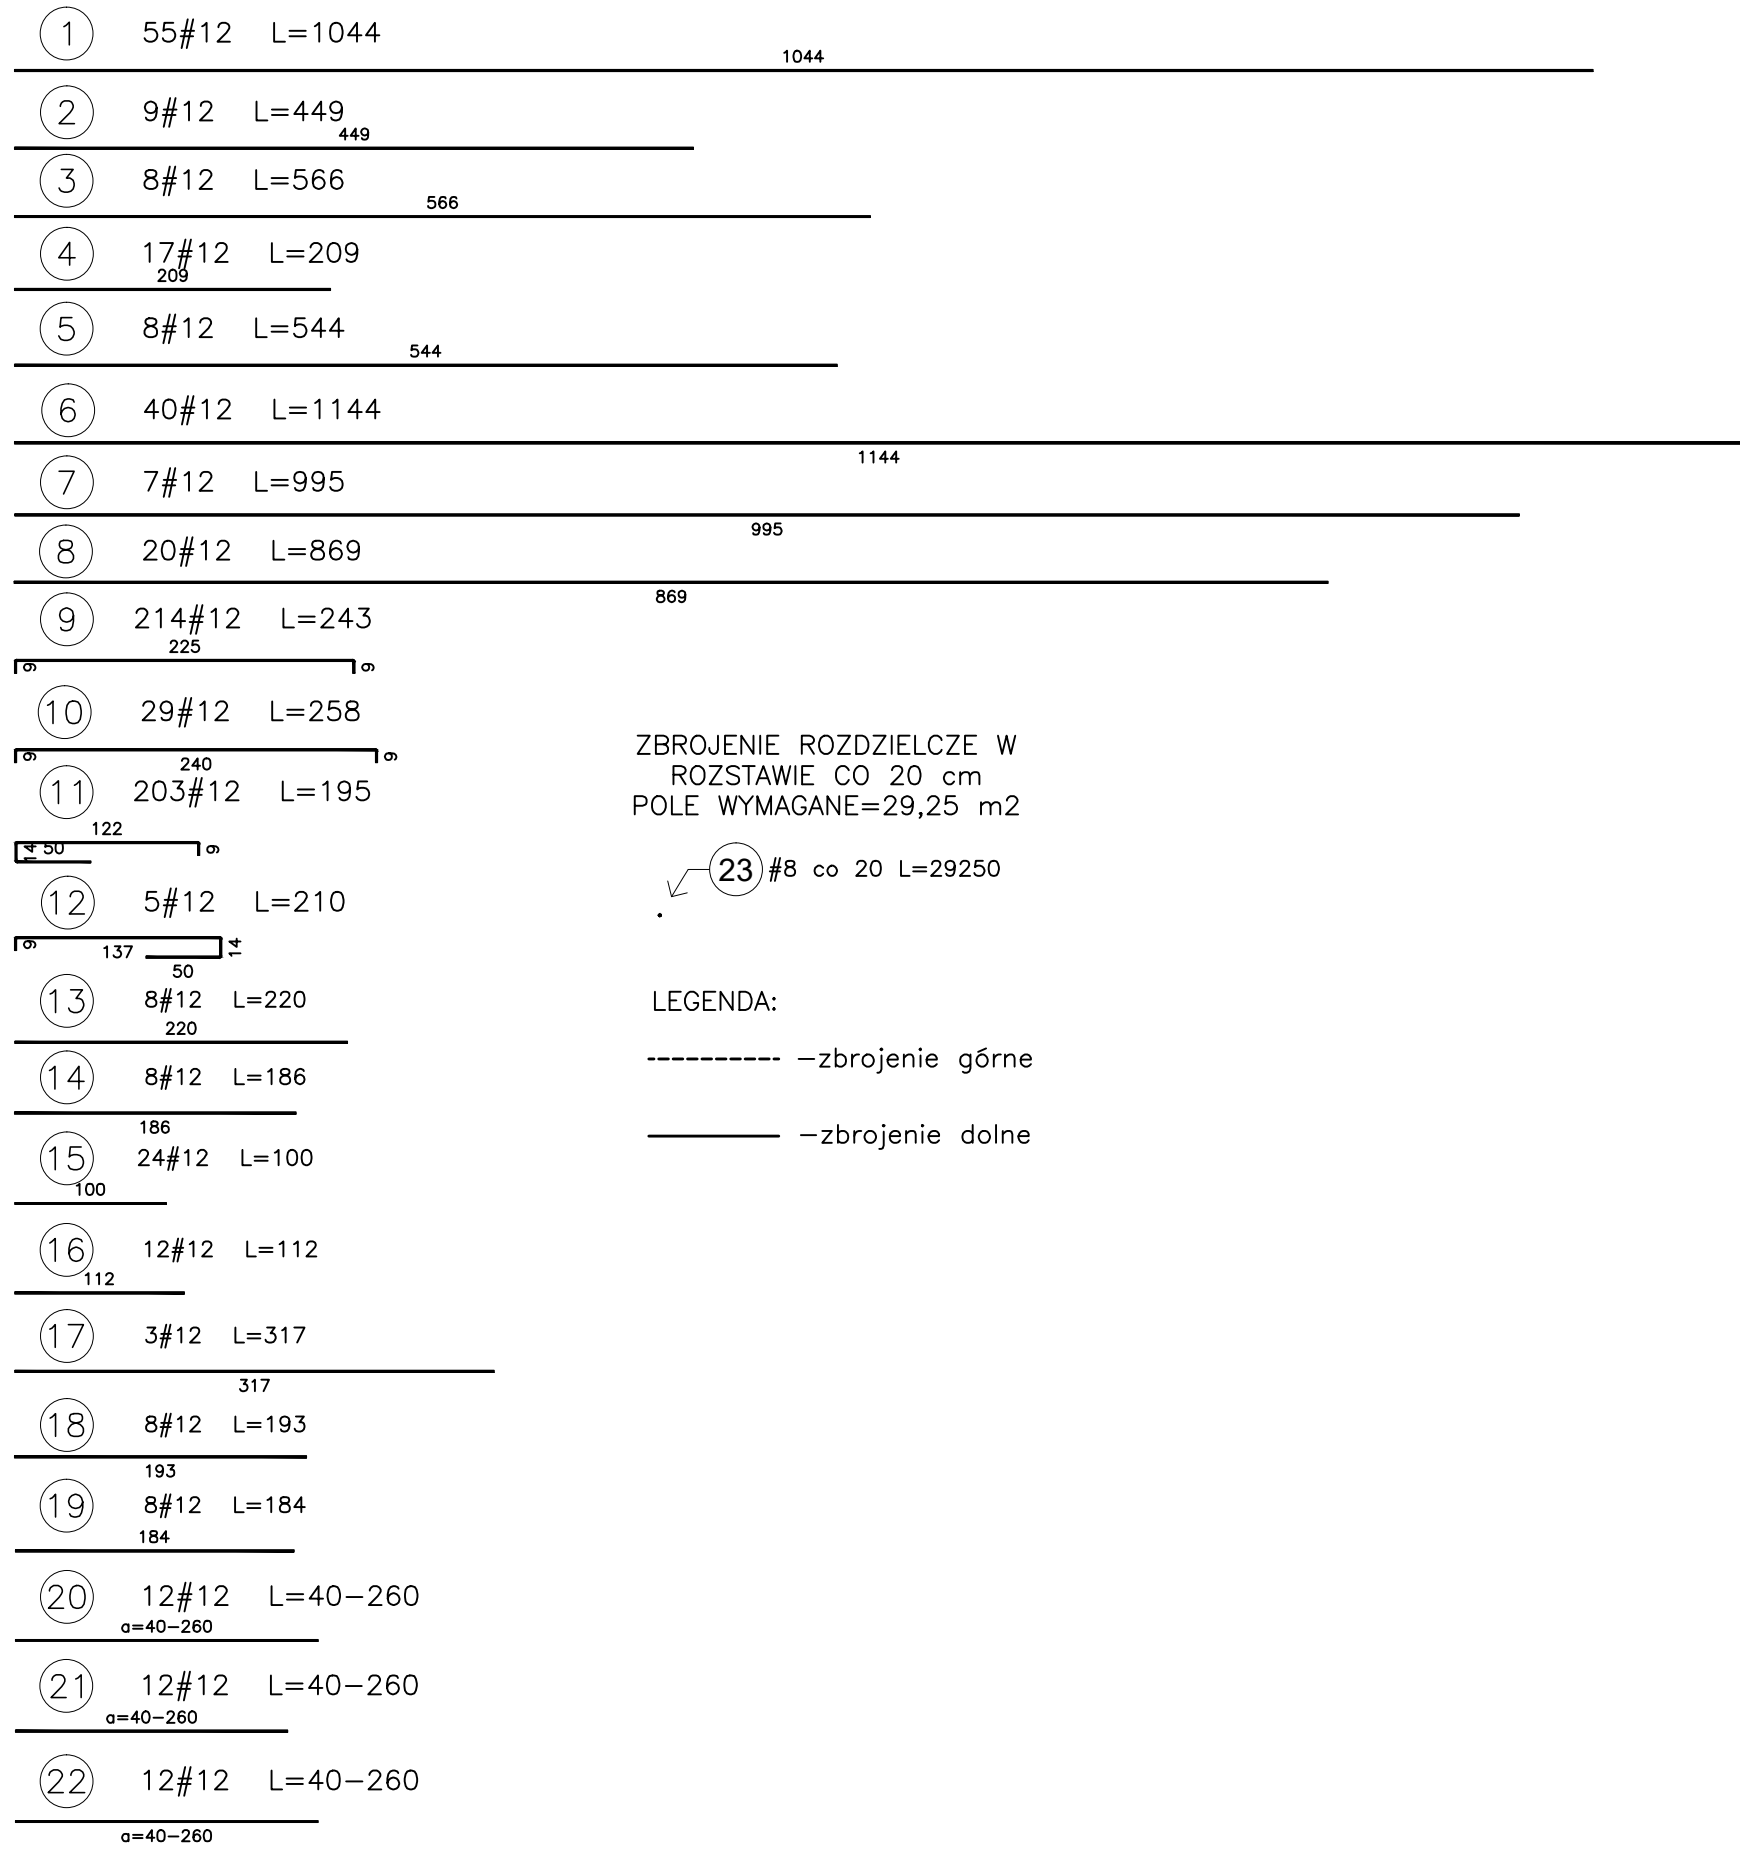 1 55#12 L=1044
1044
2 9#12 L=449
449
3 8#12 L=566
566
4 17#12 L=209
209
5 8#12 L=544
544
6 40#12 L=1144
1144
7 7#12 L=995
995
8 20#12 L=869
869
9 214#12 L=243
225
9 9
10 29#12 L=258
9 9
240
11 203#12 L=195
122
14 50 9
12 5#12 L=210
9 137 14
50
13 8#12 L=220
220
14 8#12 L=186
186
15 24#12 L=100
100
16 12#12 L=112
112
17 3#12 L=317
317
18 8#12 L=193
193
19 8#12 L=184
184
20 12#12 L=40-260
a=40-260
21 12#12 L=40-260
a=40-260
22 12#12 L=40-260
a=40-260
ZBROJENIE ROZDZIELCZE W
ROZSTAWIE CO 20 cm
POLE WYMAGANE=29,25 m2
23 #8 co 20 L=29250
LEGENDA:
-zbrojenie górne
-zbrojenie dolne